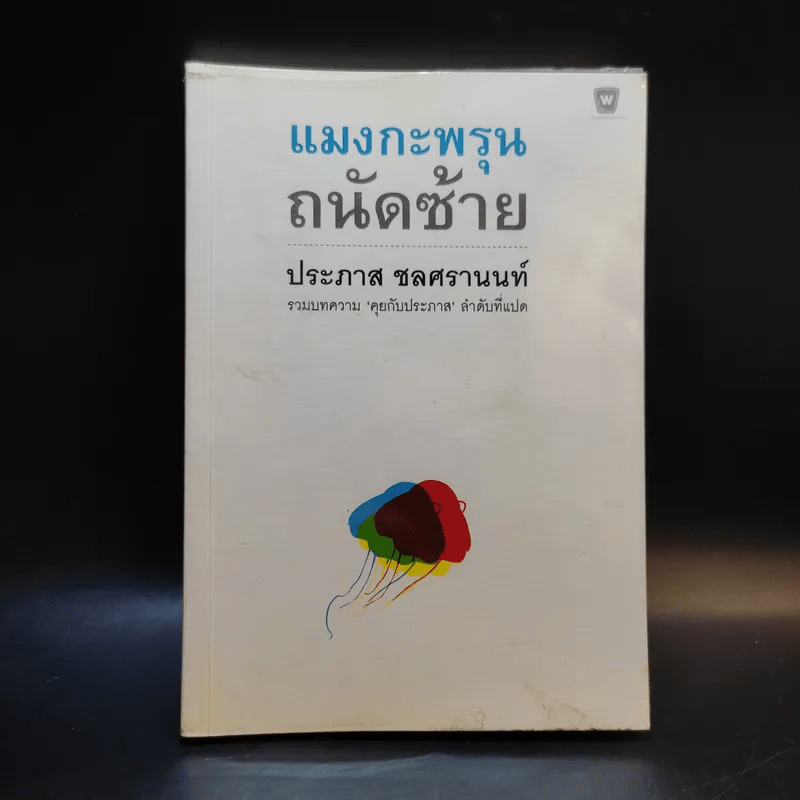 W
แมงกะพรุน
ถนัดซ้าย
ประภาส ชลศรานนท์
รวมบทความ 'คุยกับประภาส' ลำดับที่แปด